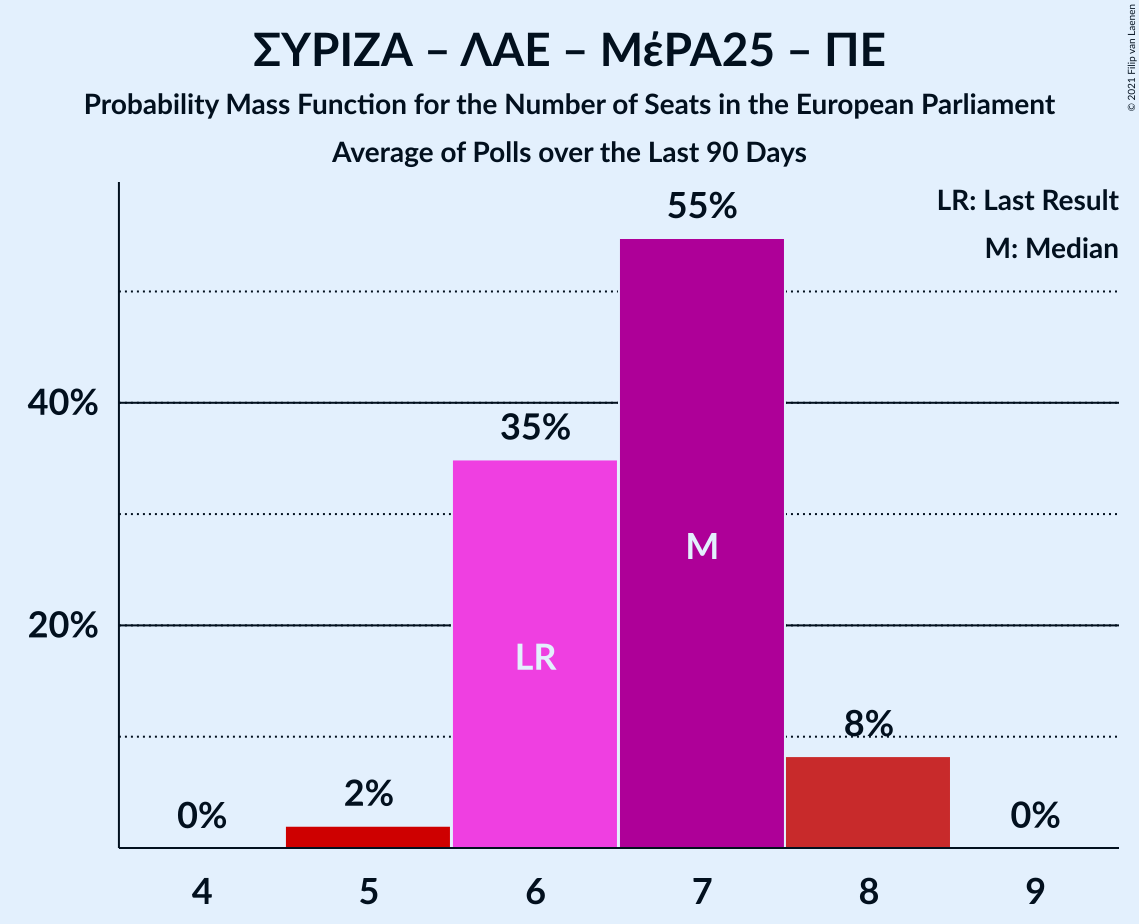 ΣΥΡΙΖΑ – ΛΑΕ – ΜέΡΑ25 – ΠΕ
Probability Mass Function for the Number of Seats in the European Parliament
Average of Polls over the Last 90 Days
© 2021 Filip van Laenen
LR: Last Result
M: Median
55%
40%
35%
M
20%
LR
8%
2%
0%
0%
4 5 6 7 8 9